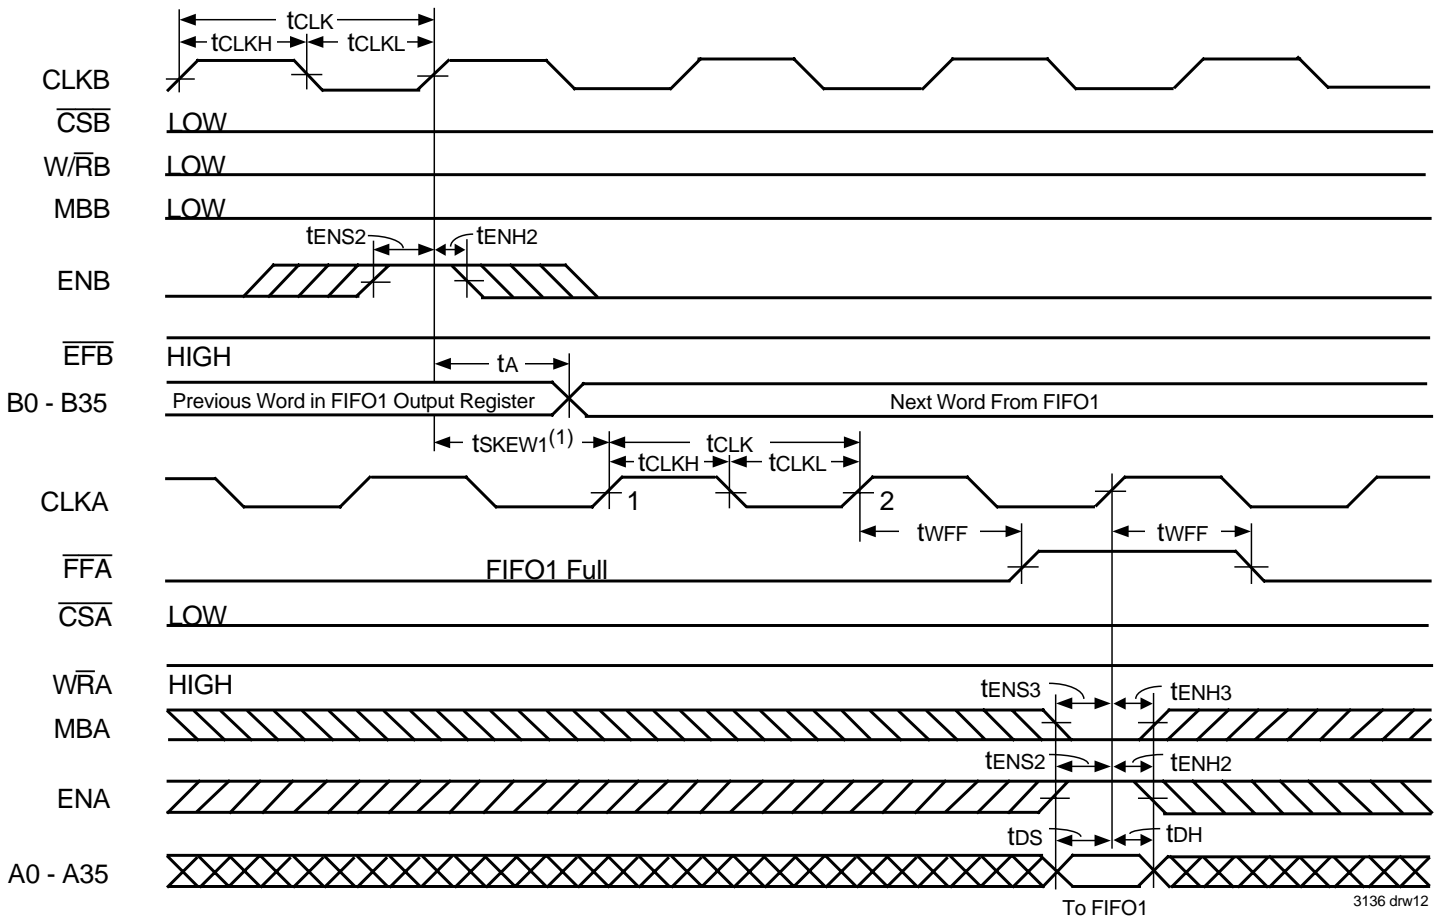 tCLK
tCLKH tCLKL
CLKB
CSB LOW
W/RB LOW
MBB LOW
tENS2 tENH2
ENB
EFB HIGH
tA
B0 - B35 Previous Word in FIFO1 Output Register Next Word From FIFO1
tSKEW1(1) tCLK
tCLKH tCLKL
CLKA 1 2
tWFF tWFF
FFA FIFO1 Full
CSA LOW
WRA HIGH
tENS3 tENH3
MBA
tENS2 tENH2
ENA
tDS tDH
A0 - A35
To FIFO1
3136 drw12